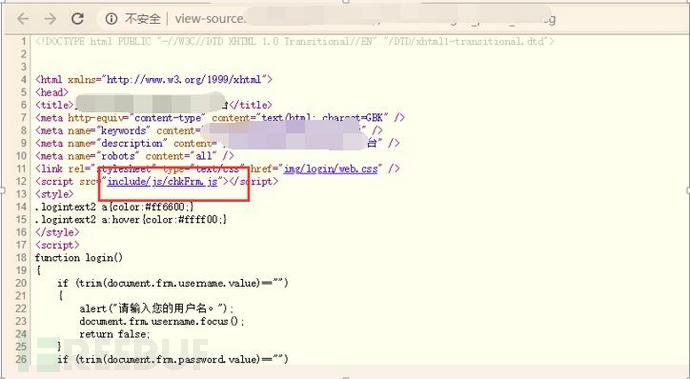 不安全 | view-source.
1 <!DOCTYPE html PUBLIC "-//W3C//DTD XHTML 1.0 Transitional//EN" "/DTD/xhtml1-transitional.dtd">
2
3
4 <html xmlns="http://www.w3.org/1999/xhtml">
5 <head>
6 <title> 台</title>
7 <meta http-equiv="content-type" content="text/html; charset=GBK" />
8 <meta name="keywords" content= />
9 <meta name="description" content= 台" />
10 <meta name="robots" content="all" />
11 <link rel="stylesheet" type="text/css" href="img/login/web.css" />
12 <script src="include/js/chkFrm.js"></script>
13 <style>
14 .logintext2 a{color:#ff6600;}
15 .logintext2 a:hover{color:#ffff00;}
16 </style>
17 <script>
18 function login()
19 {
20 if (trim(document.frm.username.value)=="")
21 {
22 alert("请输入您的用户名。");
23 document.frm.username.focus();
24 return false;
25 }
26 if (trim(document.frm.password.value)=="")
FREEBUF